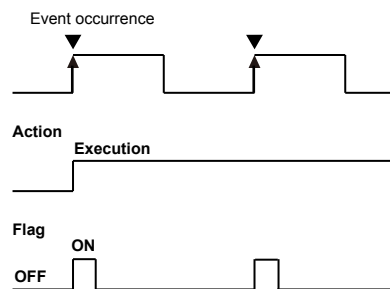 Event occurrence
Action
Execution
Flag
ON
OFF